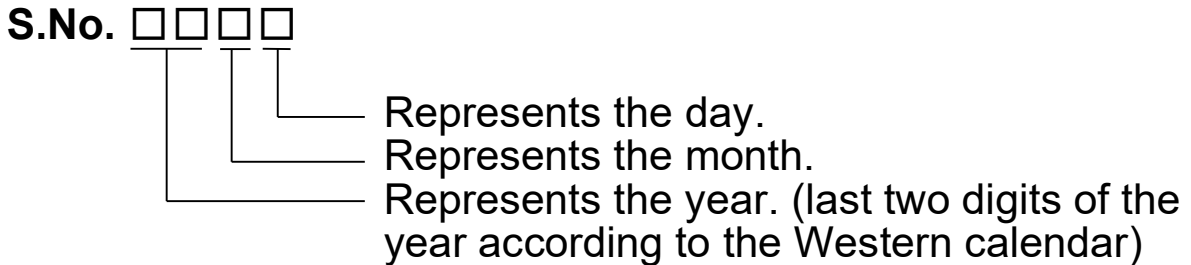 S.No. □□□□
Represents the day.
Represents the month.
Represents the year. (last two digits of the
year according to the Western calendar)